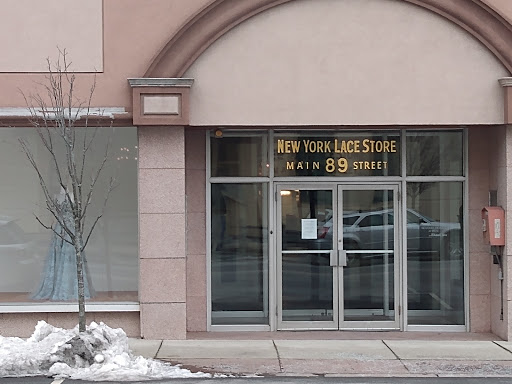 NEW YORK LACE STORE
MAIN 89 STREET